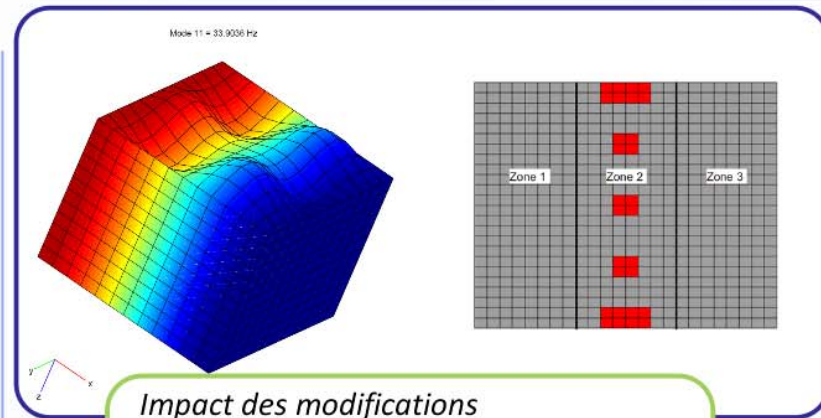 Mode 11 = 33.9036 Hz
Zone 1
Zone 2
Zone 3
y
z
x
Impact des modifications